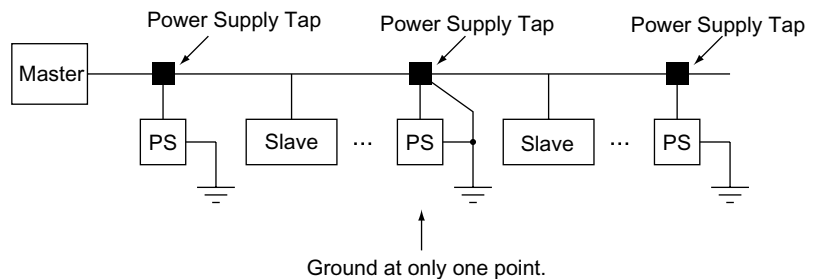 Power Supply Tap
Power Supply Tap
Power Supply Tap
Master
PS
Slave
...
PS
Slave
...
PS
Ground at only one point.